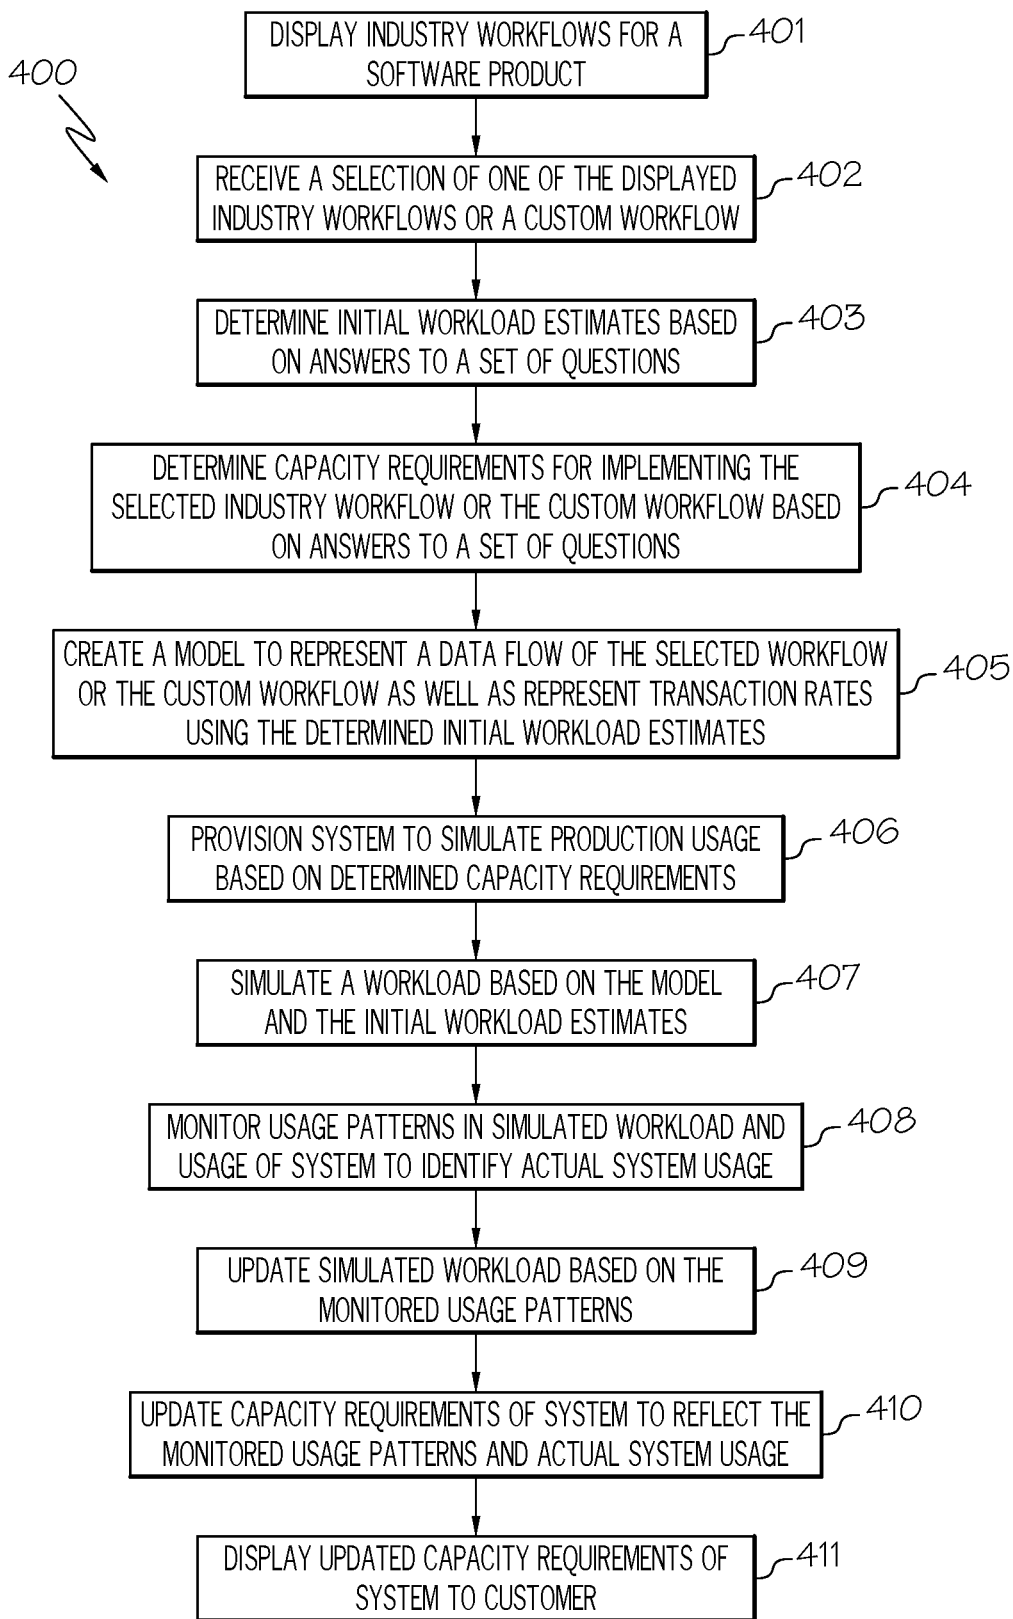 DISPLAY INDUSTRY WORKFLOWS FOR A
SOFTWARE PRODUCT
401
400
RECEIVE A SELECTION OF ONE OF THE DISPLAYED
INDUSTRY WORKFLOWS OR A CUSTOM WORKFLOW
402
DETERMINE INITIAL WORKLOAD ESTIMATES BASED
ON ANSWERS TO A SET OF QUESTIONS
403
DETERMINE CAPACITY REQUIREMENTS FOR IMPLEMENTING THE
SELECTED INDUSTRY WORKFLOW OR THE CUSTOM WORKFLOW BASED
ON ANSWERS TO A SET OF QUESTIONS
404
CREATE A MODEL TO REPRESENT A DATA FLOW OF THE SELECTED WORKFLOW
OR THE CUSTOM WORKFLOW AS WELL AS REPRESENT TRANSACTION RATES
USING THE DETERMINED INITIAL WORKLOAD ESTIMATES
405
PROVISION SYSTEM TO SIMULATE PRODUCTION USAGE
BASED ON DETERMINED CAPACITY REQUIREMENTS
406
SIMULATE A WORKLOAD BASED ON THE MODEL
AND THE INITIAL WORKLOAD ESTIMATES
407
MONITOR USAGE PATTERNS IN SIMULATED WORKLOAD AND
USAGE OF SYSTEM TO IDENTIFY ACTUAL SYSTEM USAGE
408
UPDATE SIMULATED WORKLOAD BASED ON THE
MONITORED USAGE PATTERNS
409
UPDATE CAPACITY REQUIREMENTS OF SYSTEM TO REFLECT THE
MONITORED USAGE PATTERNS AND ACTUAL SYSTEM USAGE
410
DISPLAY UPDATED CAPACITY REQUIREMENTS OF
SYSTEM TO CUSTOMER
411